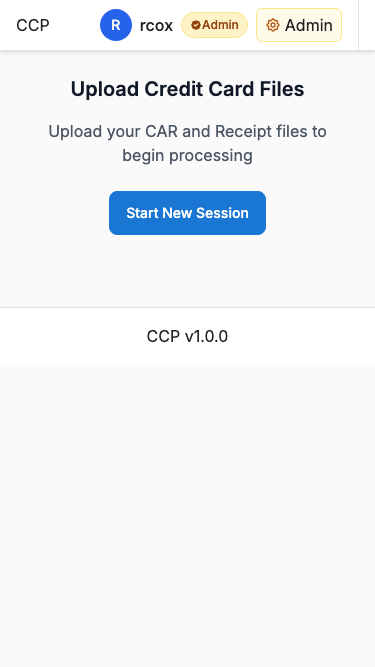 CCP
R
rcox
Admin
Admin
Upload Credit Card Files
Upload your CAR and Receipt files to
begin processing
Start New Session
CCP v1.0.0